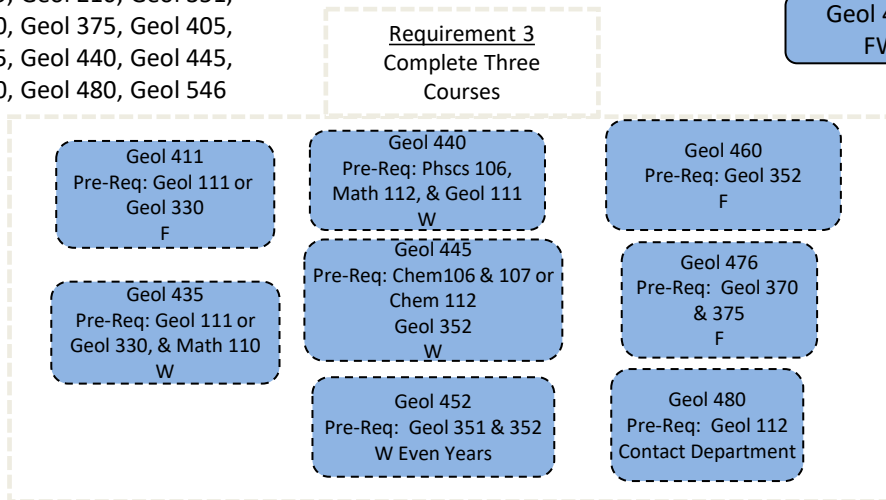 Geol 375, Geol 405,
Geol 440, Geol 445,
Geol 480, Geol 546
Requirement 3
Complete Three
Courses
Geol
Geol 411
Pre-Req: Geol 111 or
Geol 330
F
Geol 435
Pre-Req: Geol 111 or
Geol 330, & Math 110
W
Geol 440
Pre-Req: Phscs 106,
Math 112, & Geol 111
W
Geol 445
Pre-Req: Chem106 & 107 or
Chem 112
Geol 352
W
Geol 452
Pre-Req:  Geol 351 & 352
W Even Years
Geol 460
Pre-Req: Geol 352
F
Geol 476
Pre-Req:  Geol 370
& 375
F
Geol 480
Pre-Req:  Geol 112
Contact Department